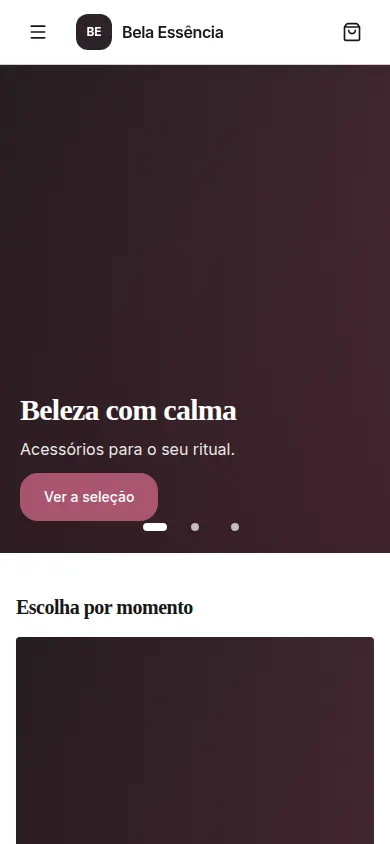 BE
Bela Essência
Beleza com calma
Acessórios para o seu ritual.
Ver a seleção
Escolha por momento